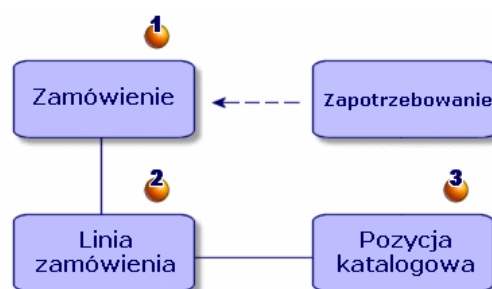 1
Zamówienie
Zapotrzebowanie
2
3
Linia
zamówienia
Pozycja
katalogowa